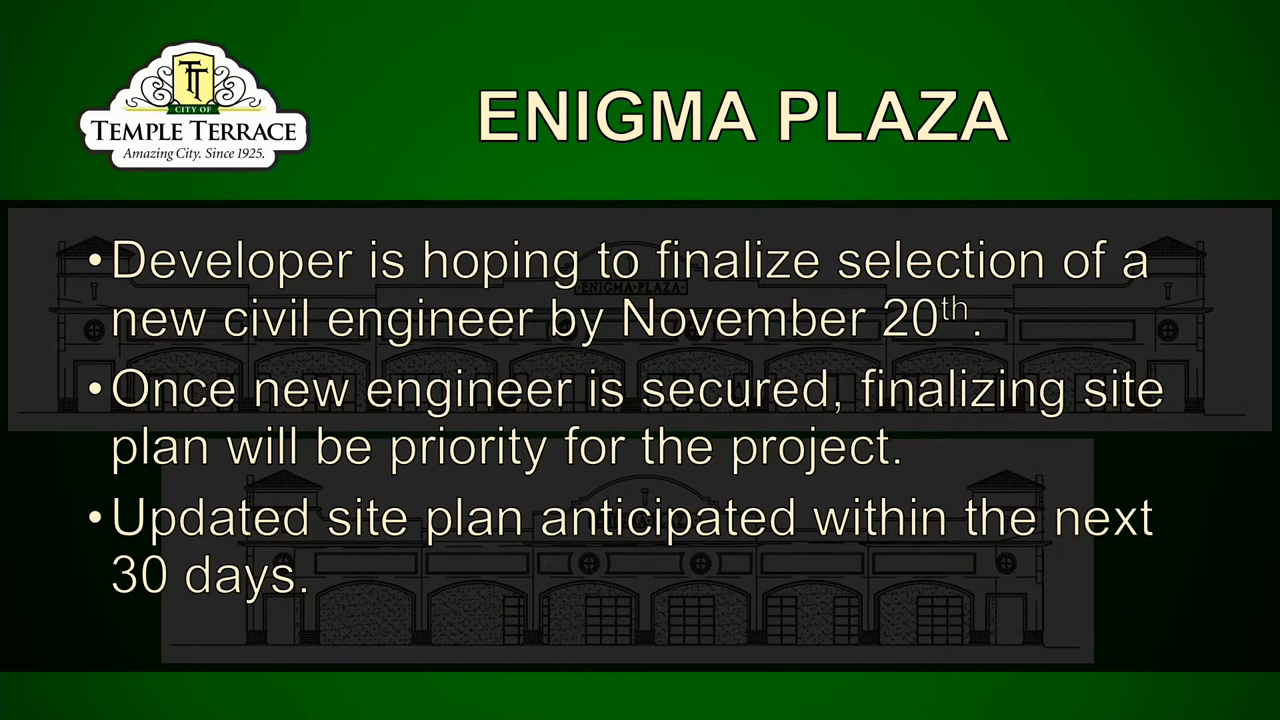 TT
CITY OF
TEMPLE TERRACE
Amazing City. Since 1925.
ENIGMA PLAZA
•Developer is hoping to finalize selection of a
new civil engineer by November 20th.
•Once new engineer is secured, finalizing site
plan will be priority for the project.
•Updated site plan anticipated within the next
30 days.
ENIGMA·PLAZA